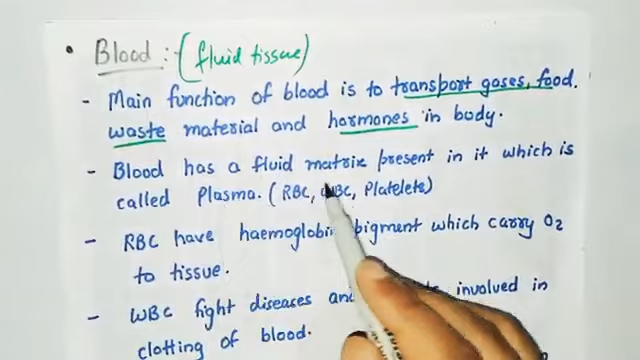 • Blood :- (fluid tissue)
- Main function of blood is to transport gases, food.
waste material and hormones in body.
- Blood has a fluid matrix present in it which is
called Plasma. (RBC, WBC, Platelets)
- RBC have haemoglobin pigment which carry O2
to tissue.
- WBC fight diseases and involved in
clotting of blood.